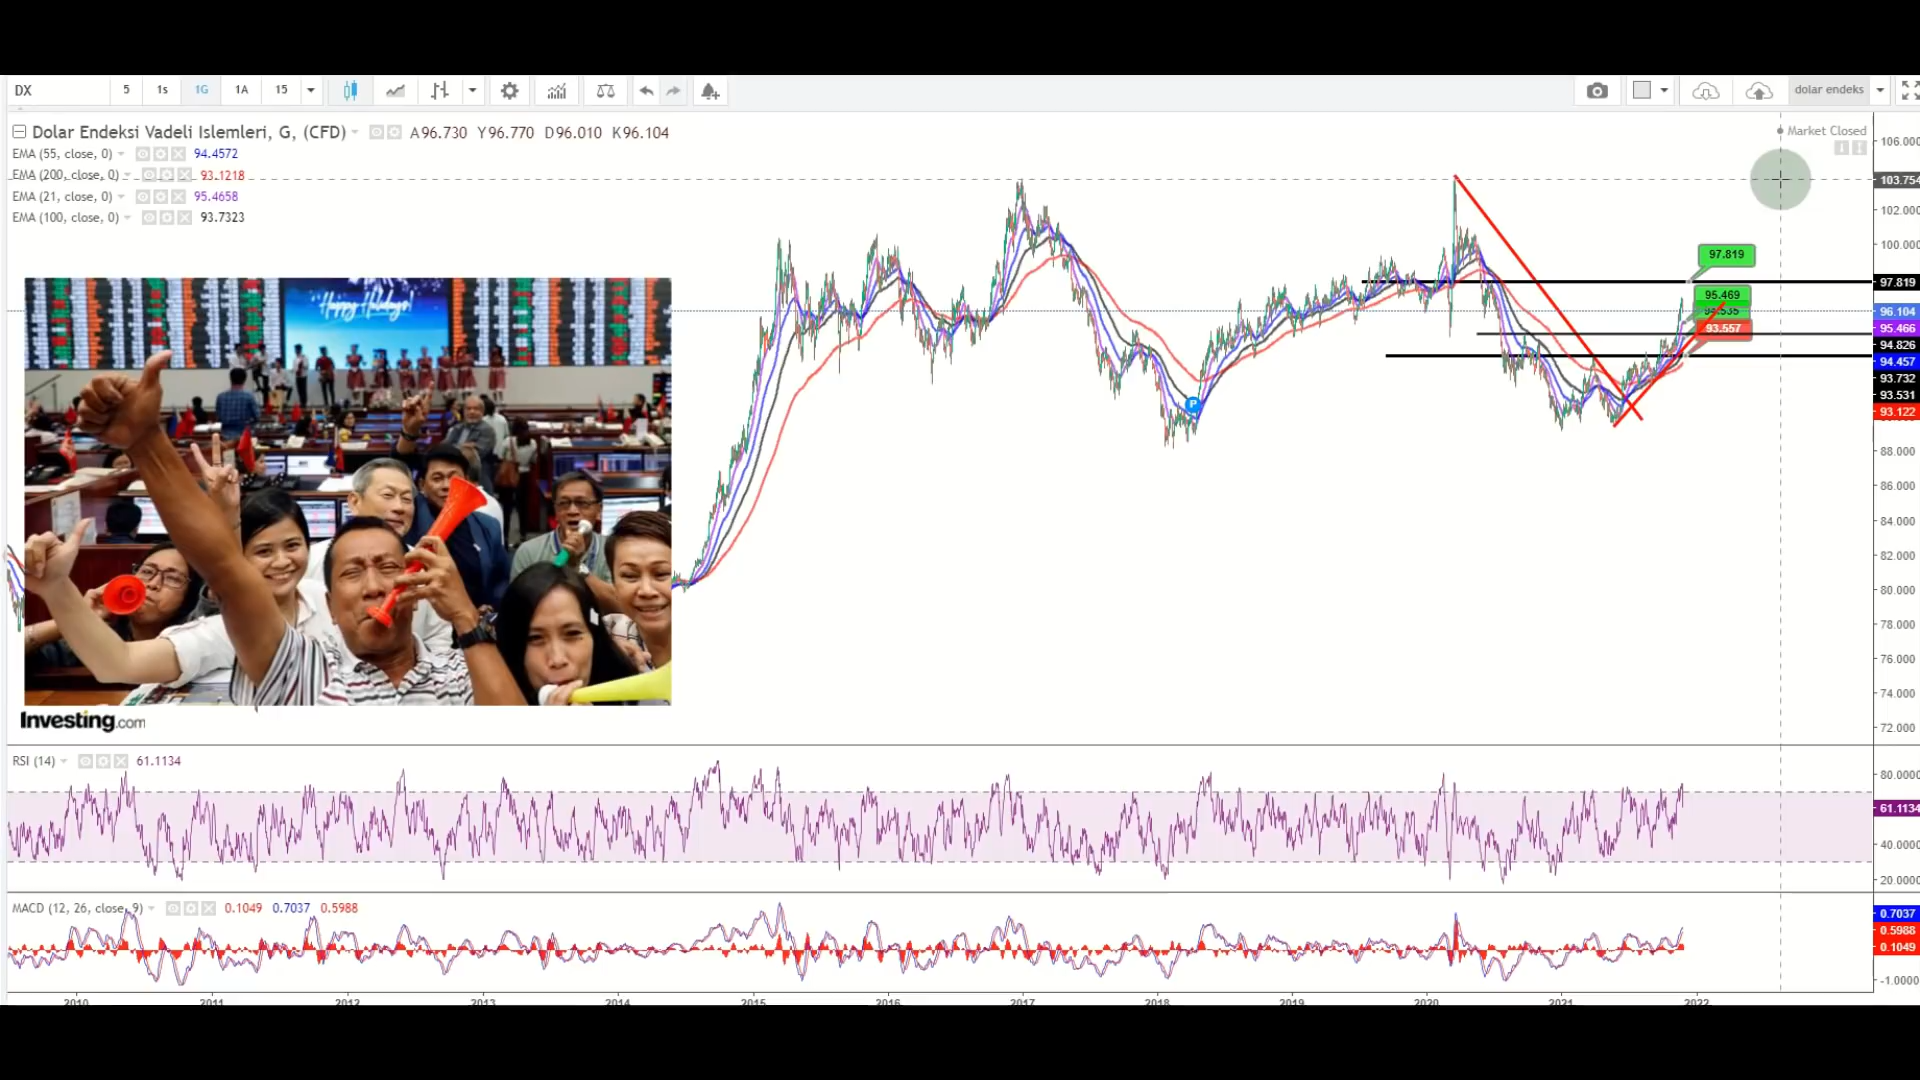 DX 5 1s 1G 1A 15 dolar endeks
Dolar Endeksi Vadeli Islemleri, G, (CFD) A96.730 Y96.770 D96.010 K96.104
Market Closed
EMA (55, close, 0) 94.4572
EMA (200, close, 0) 93.1218
EMA (21, close, 0) 95.4658
EMA (100, close, 0) 93.7323
106.000
103.754
102.000
100.000
97.819
97.819
95.469
94.535
96.104
93.557
95.466
94.826
94.457
93.732
93.531
93.122
88.000
86.000
84.000
82.000
80.000
78.000
76.000
74.000
72.000
Happy Holidays!
P
Investing.com
RSI (14) 61.1134
80.0000
61.1134
40.0000
20.0000
MACD (12, 26, close, 9) 0.1049 0.7037 0.5988
0.7037
0.5988
0.1049
-1.0000
2010 2011 2012 2013 2014 2015 2016 2017 2018 2019 2020 2021 2022